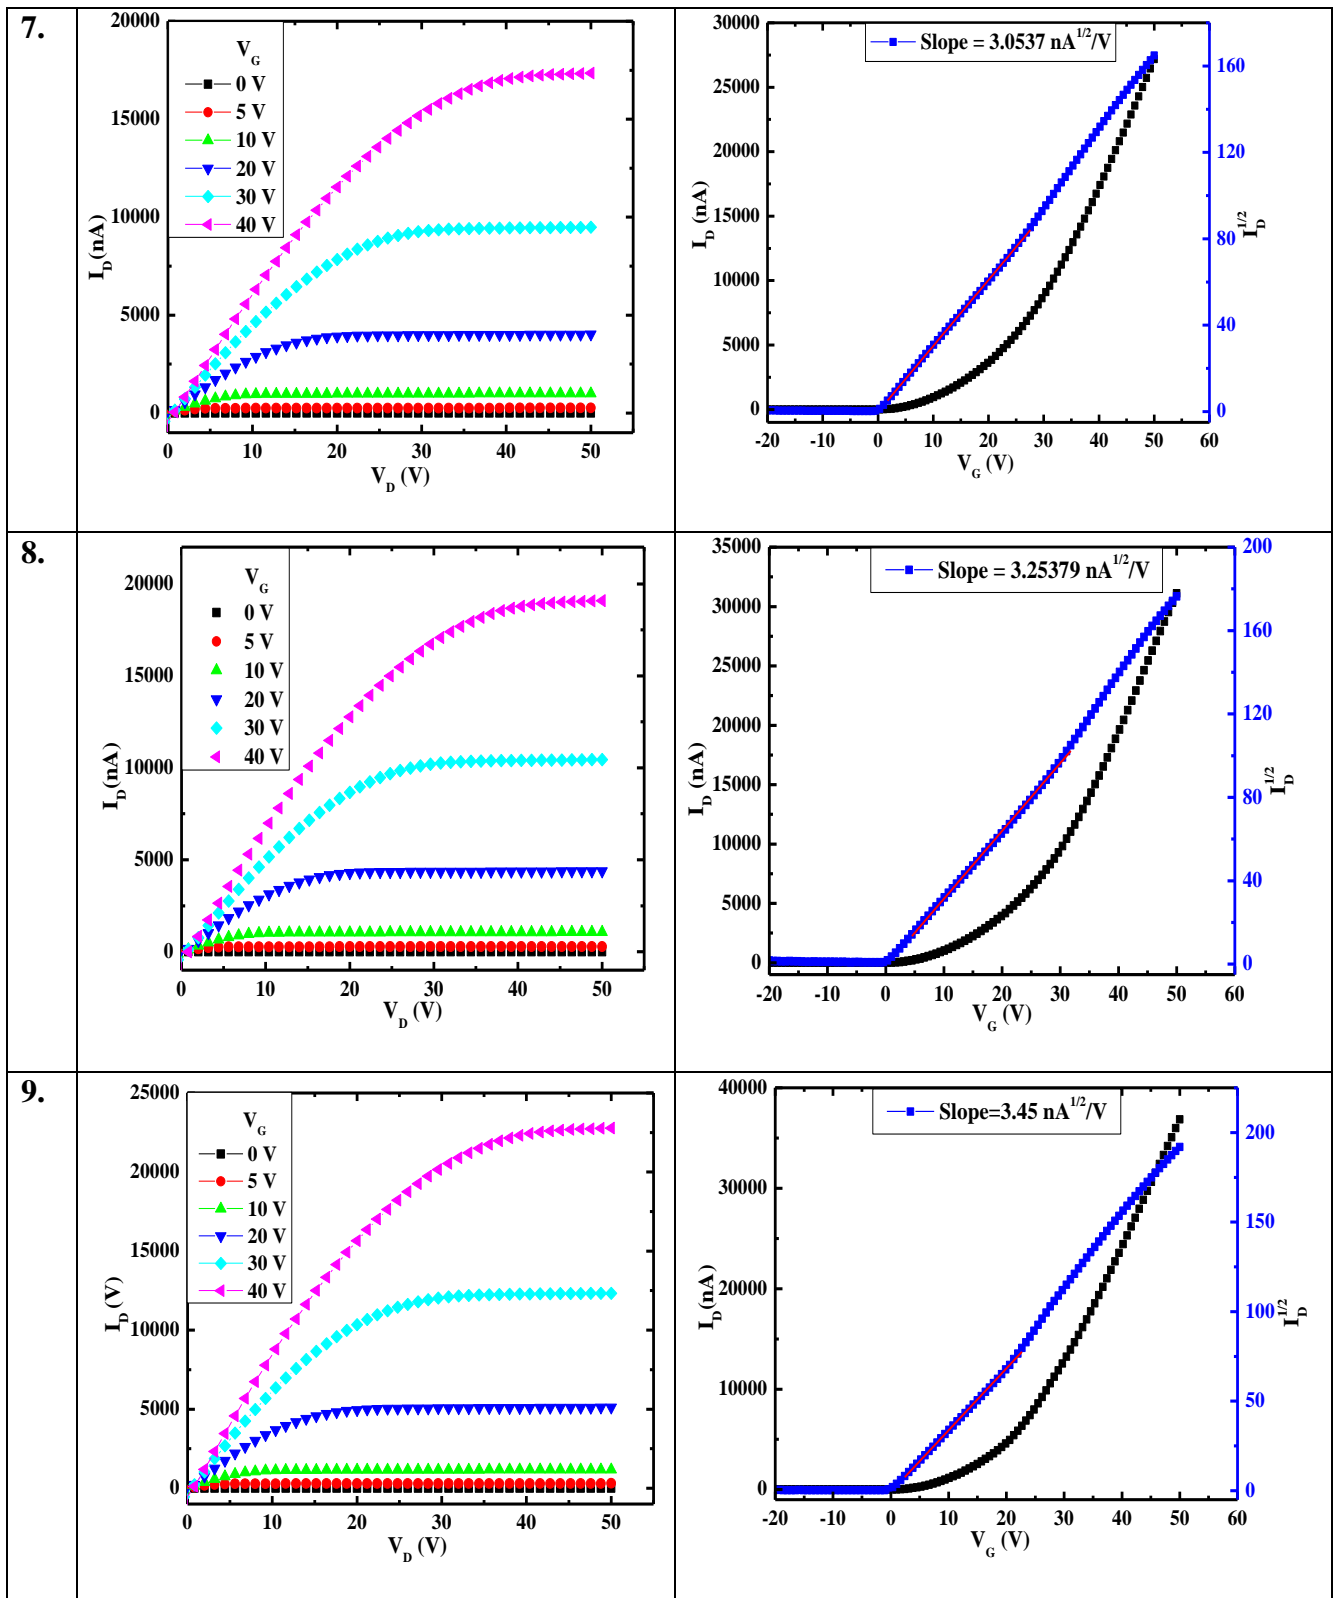 7.
20000
15000
10000
5000
0
I_D(nA)
V_G
0 V
5 V
10 V
20 V
30 V
40 V
0 10 20 30 40 50
V_D (V)
30000
25000
20000
15000
10000
5000
0
I_D (nA)
Slope = 3.0537 nA^1/2/V
160
120
80
40
0
I_D^1/2
-20 -10 0 10 20 30 40 50 60
V_G (V)
8.
20000
15000
10000
5000
0
I_D(nA)
V_G
0 V
5 V
10 V
20 V
30 V
40 V
0 10 20 30 40 50
V_D (V)
35000
30000
25000
20000
15000
10000
5000
0
I_D (nA)
Slope = 3.25379 nA^1/2/V
200
160
120
80
40
0
I_D^1/2
-20 -10 0 10 20 30 40 50 60
V_G (V)
9.
25000
20000
15000
10000
5000
0
I_D(V)
V_G
0 V
5 V
10 V
20 V
30 V
40 V
0 10 20 30 40 50
V_D (V)
40000
30000
20000
10000
0
I_D(nA)
Slope=3.45 nA^1/2/V
200
150
100
50
0
I_D^1/2
-20 -10 0 10 20 30 40 50 60
V_G (V)